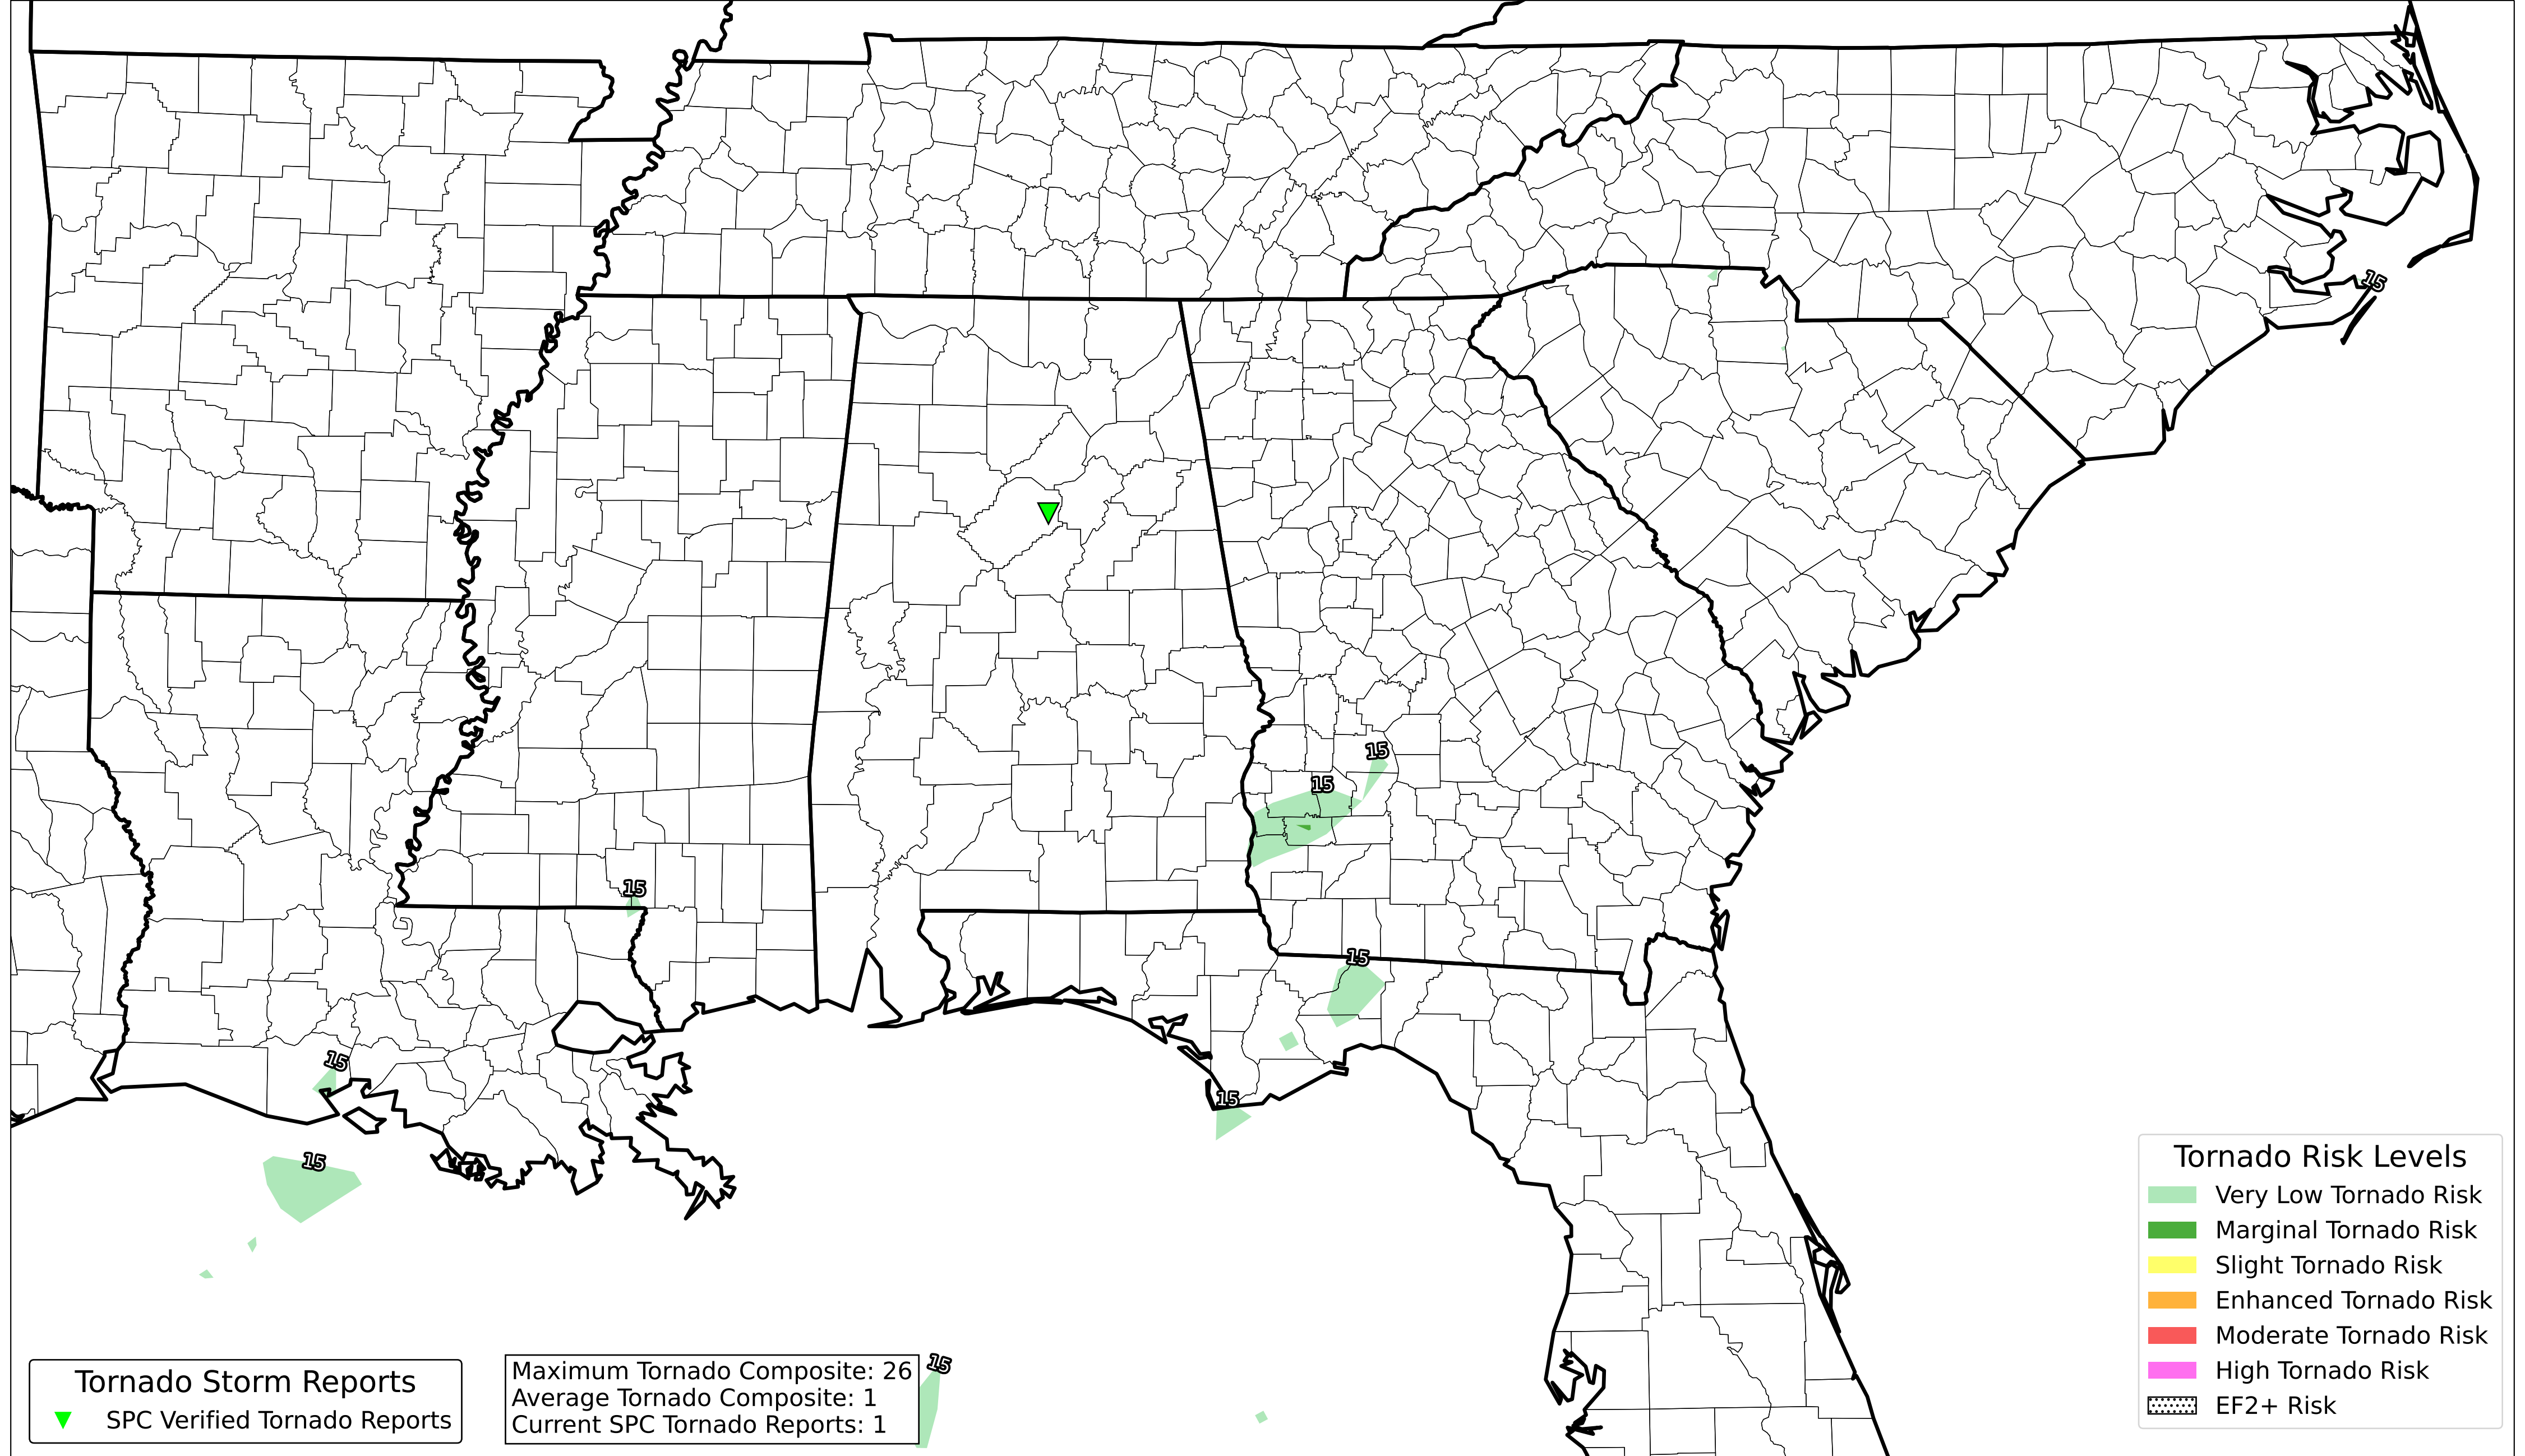 15
15
15
15
15
15
15
15
15
Tornado Risk Levels
Very Low Tornado Risk
Marginal Tornado Risk
Slight Tornado Risk
Enhanced Tornado Risk
Moderate Tornado Risk
High Tornado Risk
EF2+ Risk
Tornado Storm Reports
SPC Verified Tornado Reports
Maximum Tornado Composite: 26
Average Tornado Composite: 1
Current SPC Tornado Reports: 1